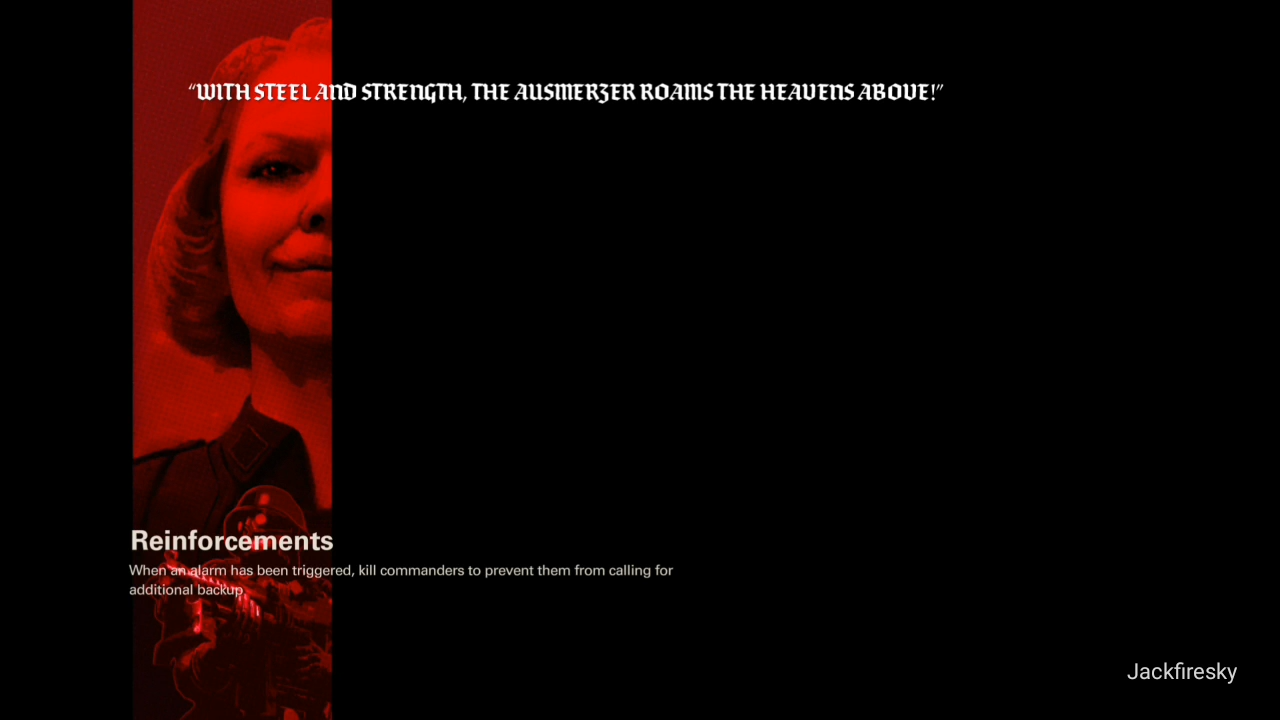 “WITH STEEL AND STRENGTH, THE AUSMERZER ROAMS THE HEAVENS ABOVE!”
Reinforcements
When an alarm has been triggered, kill commanders to prevent them from calling for
additional backup.
Jackfiresky